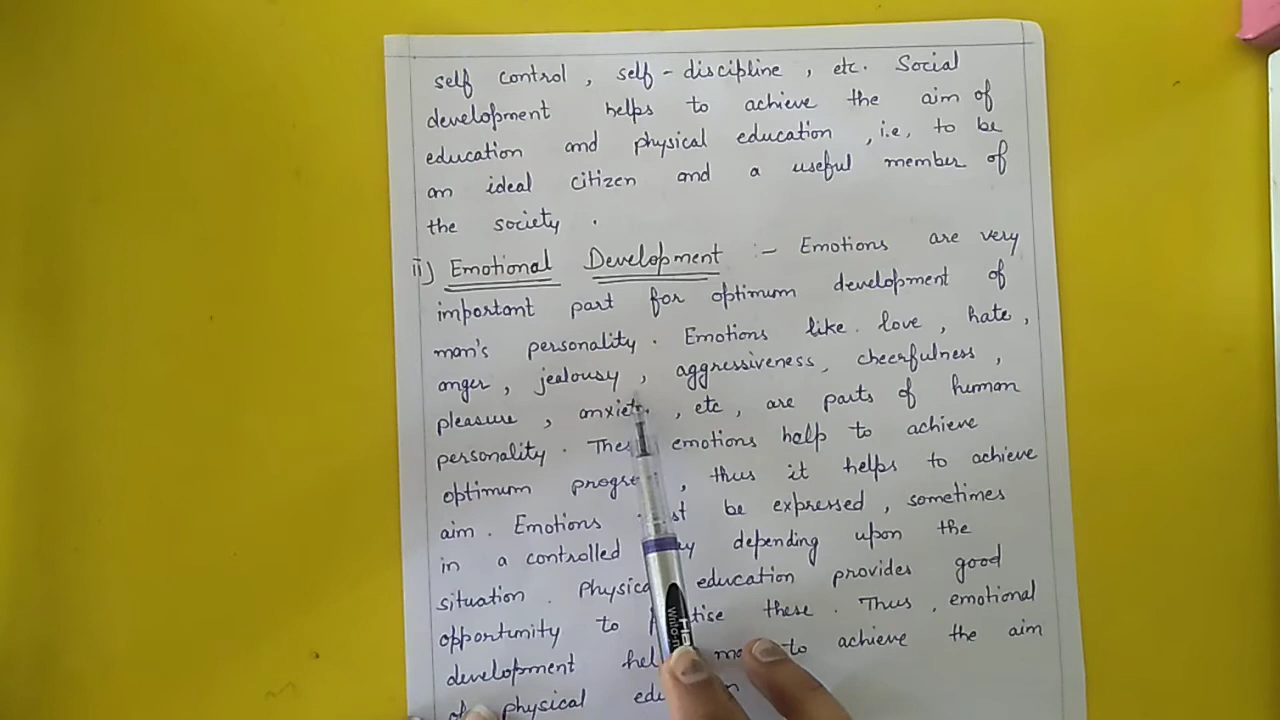 self control , self - discipline , etc. Social
development helps to achieve the aim of
education and physical education , i.e, to be
an ideal citizen and a useful member of
the society .
ii) Emotional Development :- Emotions are very
important part for optimum development of
man's personality . Emotions like love , hate ,
anger , jealousy , aggressiveness , cheerfulness ,
pleasure , anxiety , etc , are parts of human
personality . emotions help to achieve
optimum , thus it helps to achieve
aim . Emotions be expressed , sometimes
in a controlled depending upon the
situation . education provides good
opportunity to these . Thus , emotional
development to achieve the aim
of physical